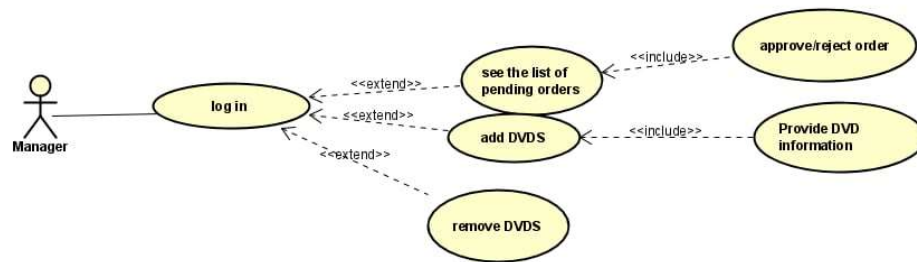 approve/reject order
<<include>>
see the list of
pending orders
<<extend>>
log in
<<extend>>
add DVDS
<<include>>
Provide DVD
information
Manager
<<extend>>
remove DVDS